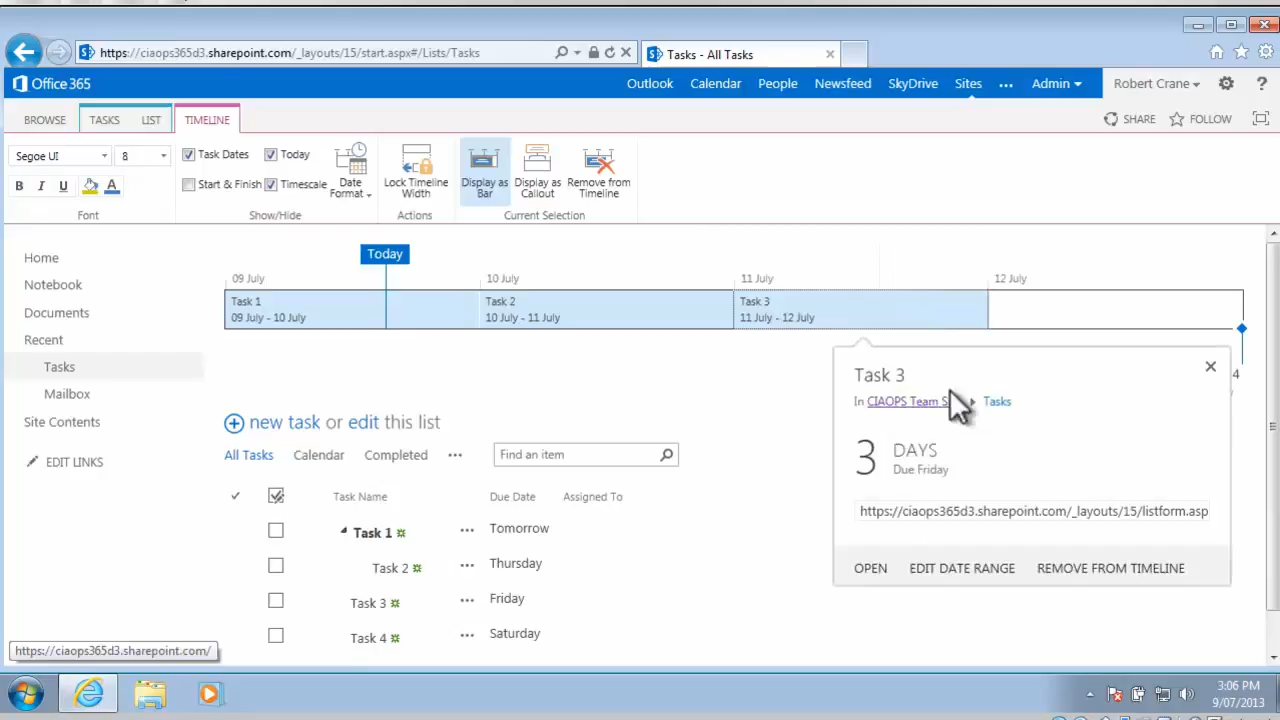 https://ciaops365d3.sharepoint.com/_layouts/15/start.aspx#/Lists/Tasks
Tasks - All Tasks
Office 365
Outlook Calendar People Newsfeed SkyDrive Sites ... Admin
Robert Crane
?
BROWSE TASKS LIST TIMELINE
SHARE FOLLOW
Segoe UI 8
B I U A
Font
Task Dates Today
Start & Finish Timescale
Date Format
Show/Hide
Lock Timeline Width
Actions
Display as Bar
Display as Callout
Remove from Timeline
Current Selection
Home
Notebook
Documents
Recent
Tasks
Mailbox
Site Contents
EDIT LINKS
Today
09 July 10 July 11 July 12 July
Task 1 Task 2 Task 3
09 July - 10 July 10 July - 11 July 11 July - 12 July
4
new task or edit this list
All Tasks Calendar Completed ... Find an item
Task Name Due Date Assigned To
Task 1 ... Tomorrow
Task 2 ... Thursday
Task 3 ... Friday
Task 4 ... Saturday
Task 3
In CIAOPS Team S Tasks
3 DAYS
Due Friday
https://ciaops365d3.sharepoint.com/_layouts/15/listform.asp
OPEN EDIT DATE RANGE REMOVE FROM TIMELINE
https://ciaops365d3.sharepoint.com/
3:06 PM
9/07/2013